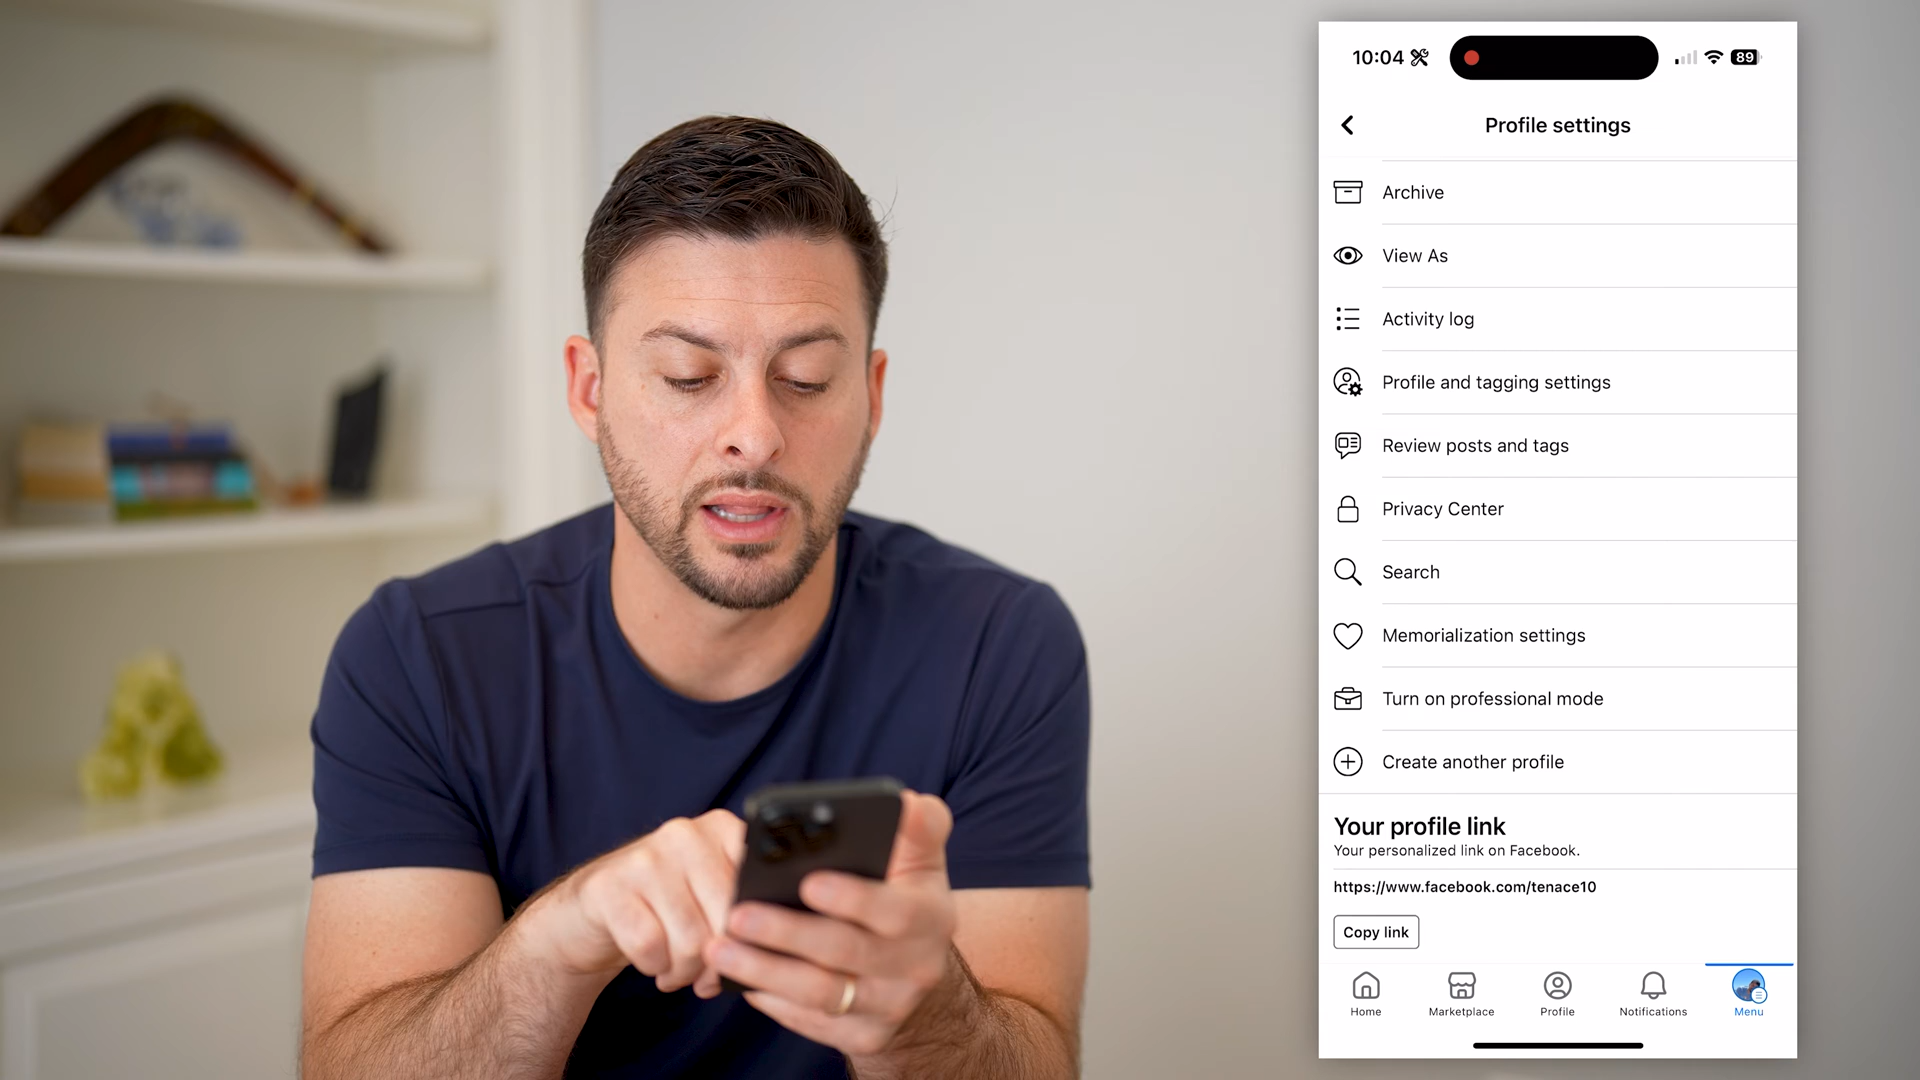 10:04
89
Profile settings
Archive
View As
Activity log
Profile and tagging settings
Review posts and tags
Privacy Center
Search
Memorialization settings
Turn on professional mode
Create another profile
Your profile link
Your personalized link on Facebook.
https://www.facebook.com/tenace10
Copy link
Home
Marketplace
Profile
Notifications
Menu